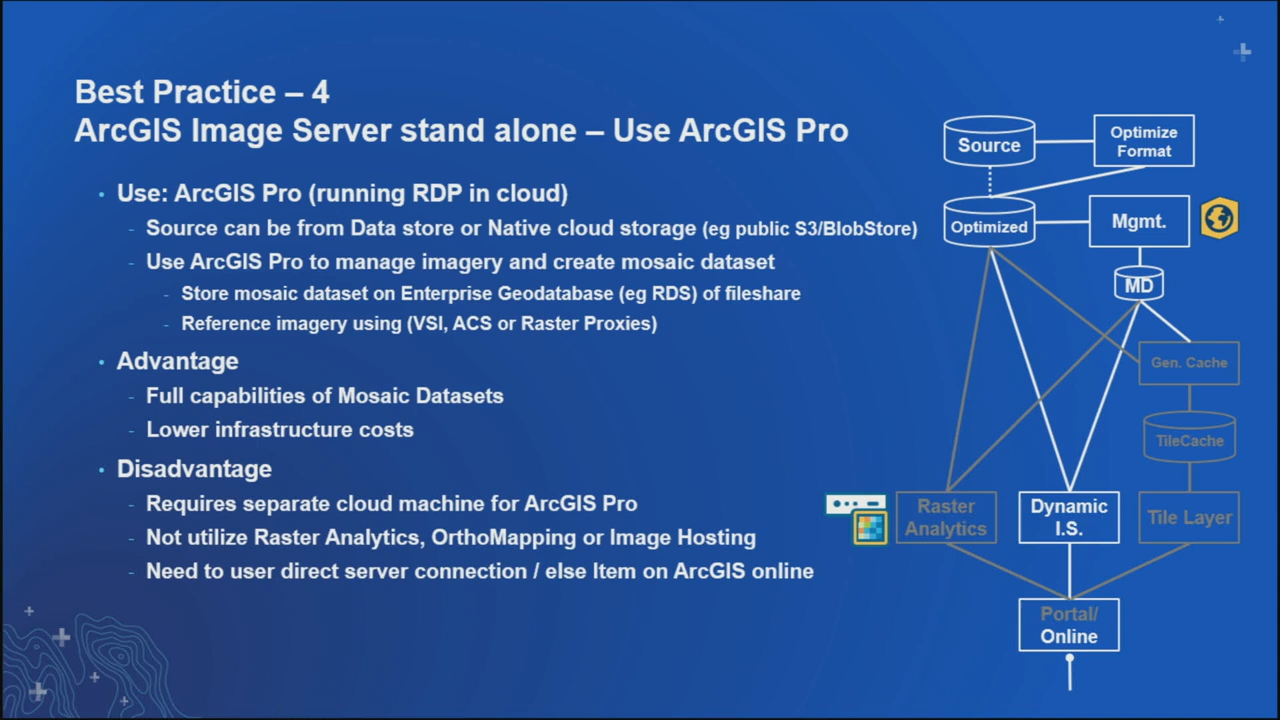 Best Practice – 4
ArcGIS Image Server stand alone – Use ArcGIS Pro
• Use: ArcGIS Pro (running RDP in cloud)
- Source can be from Data store or Native cloud storage (eg public S3/BlobStore)
- Use ArcGIS Pro to manage imagery and create mosaic dataset
- Store mosaic dataset on Enterprise Geodatabase (eg RDS) of fileshare
- Reference imagery using (VSI, ACS or Raster Proxies)
• Advantage
- Full capabilities of Mosaic Datasets
- Lower infrastructure costs
• Disadvantage
- Requires separate cloud machine for ArcGIS Pro
- Not utilize Raster Analytics, OrthoMapping or Image Hosting
- Need to user direct server connection / else Item on ArcGIS online
Source
Optimize
Format
Optimized
Mgmt.
MD
Gen. Cache
TileCache
Raster
Analytics
Dynamic
I.S.
Tile Layer
Portal/
Online